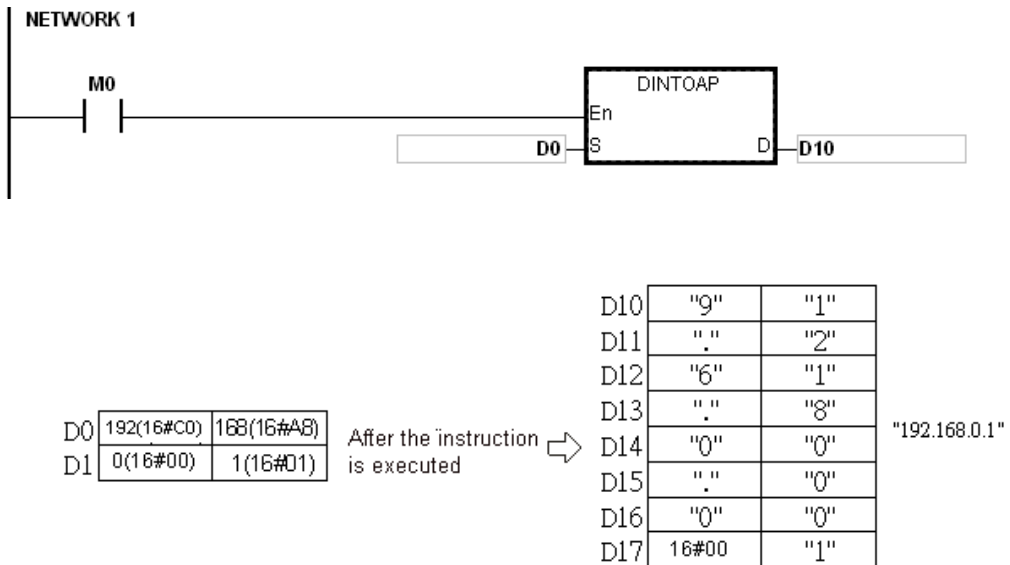 NETWORK 1
M0
DINTOAP
En
D0 S D D10
D10 "9" "1"
D11 "." "2"
D12 "6" "1"
D13 "." "8"
D14 "0" "0"
D15 "." "0"
D16 "0" "0"
D17 16#00 "1"
"192.168.0.1"
D0 192(16#C0) 168(16#A8)
D1 0(16#00) 1(16#01)
After the instruction
is executed